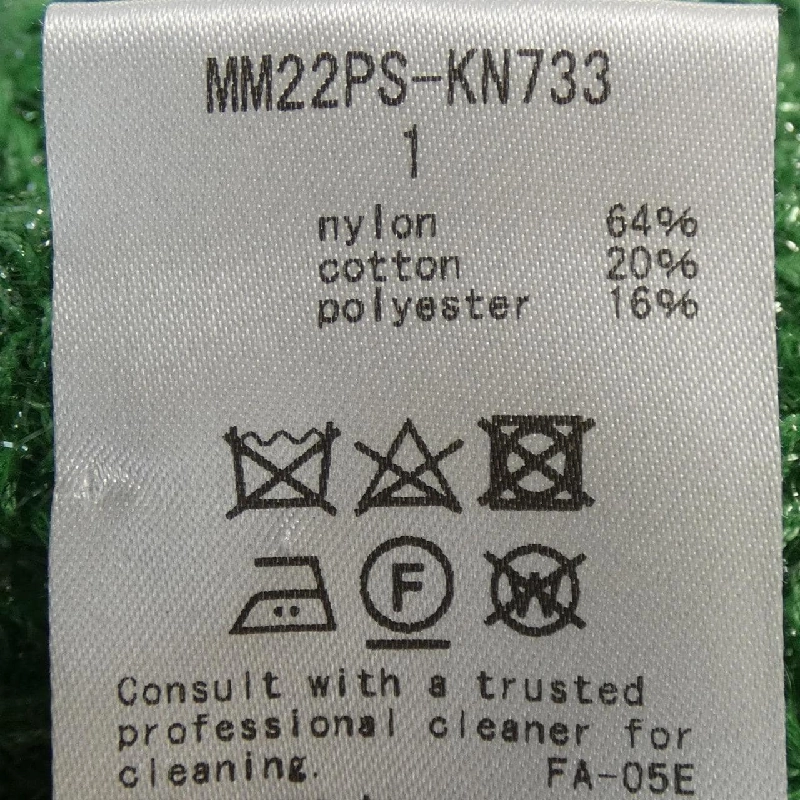 MM22PS-KN733
1
nylon 64%
cotton 20%
polyester 16%
F W
Consult with a trusted
professional cleaner for
cleaning. FA-05E